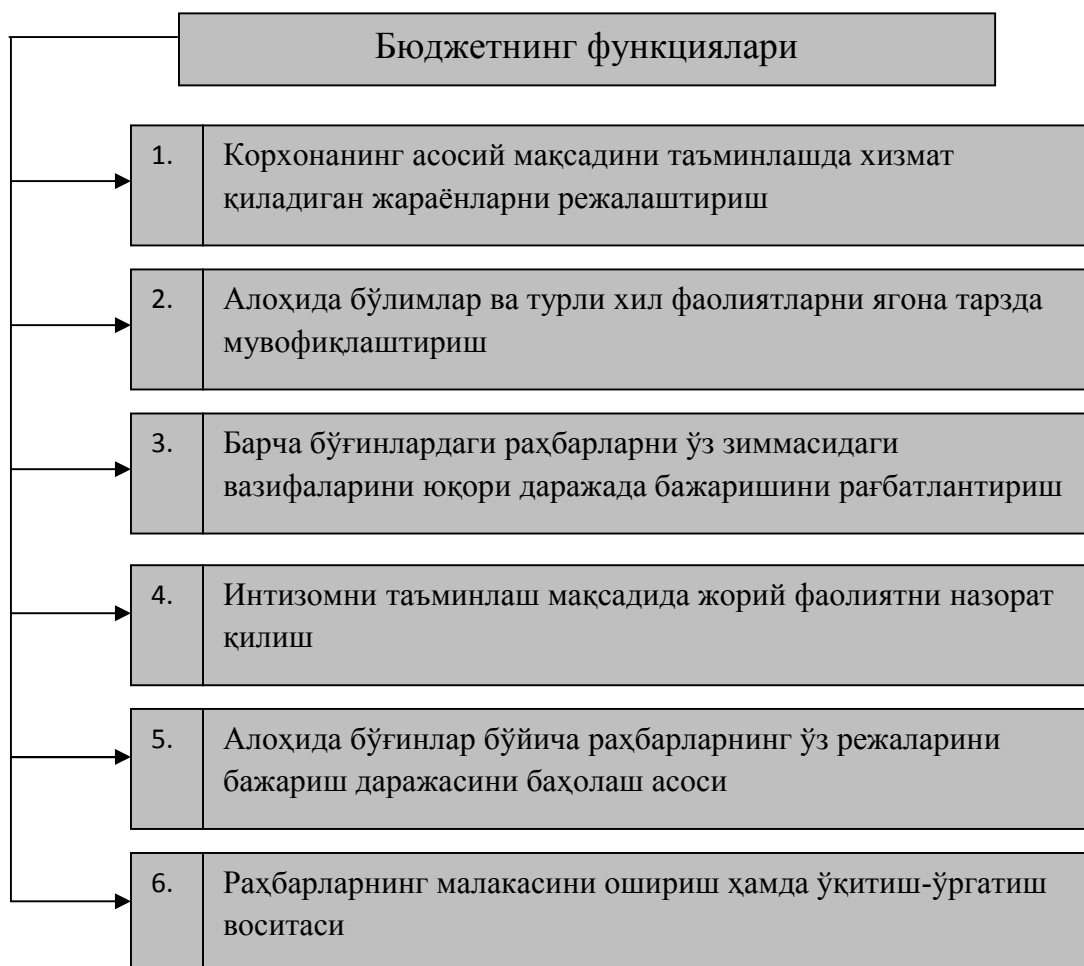 Бюджетнинг функциялари
1. Корхонанинг асосий мақсадини таъминлашда хизмат
қиладиган жараёнларни режалаштириш
2. Алоҳида бўлимлар ва турли хил фаолиятларни ягона тарзда
мувофиқлаштириш
3. Барча бўғинлардаги раҳбарларни ўз зиммасидаги
вазифаларини юқори даражада бажаришини рағбатлантириш
4. Интизомни таъминлаш мақсадида жорий фаолиятни назорат
қилиш
5. Алоҳида бўғинлар бўйича раҳбарларнинг ўз режаларини
бажариш даражасини баҳолаш асоси
6. Раҳбарларнинг малакасини ошириш ҳамда ўқитиш-ўргатиш
воситаси